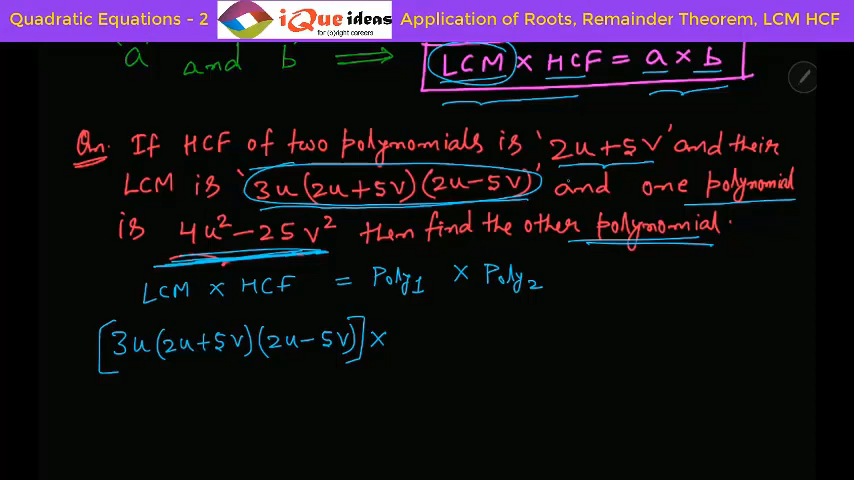 Quadratic Equations - 2 iQue ideas for (b)right careers Application of Roots, Remainder Theorem, LCM HCF
'a' and 'b' ⟹ LCM × HCF = a × b
Qn. If HCF of two polynomials is '2u+5v' and their
LCM is '3u(2u+5v)(2u-5v)' and one polynomial
is 4u²-25v² then find the other polynomial.
LCM × HCF = Poly₁ × Poly₂
[3u(2u+5v)(2u-5v)] ×